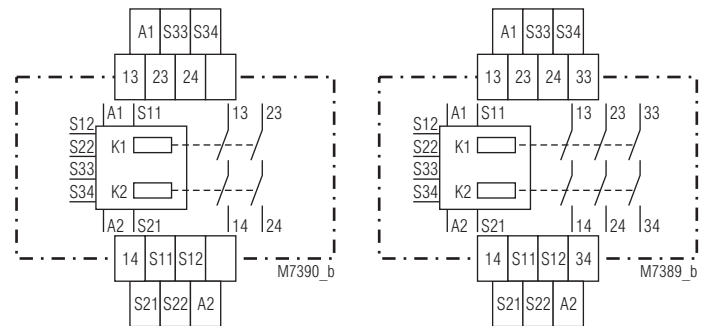 A1 S33 S34
13 23 24
A1 S11 13 23
S12
S22 K1
S33
S34 K2
A2 S21 14 24
14 S11 S12
M7390_b
S21 S22 A2
A1 S33 S34
13 23 24 33
A1 S11 13 23 33
S12
S22 K1
S33
S34 K2
A2 S21 14 24 34
14 S11 S12 34
M7389_b
S21 S22 A2